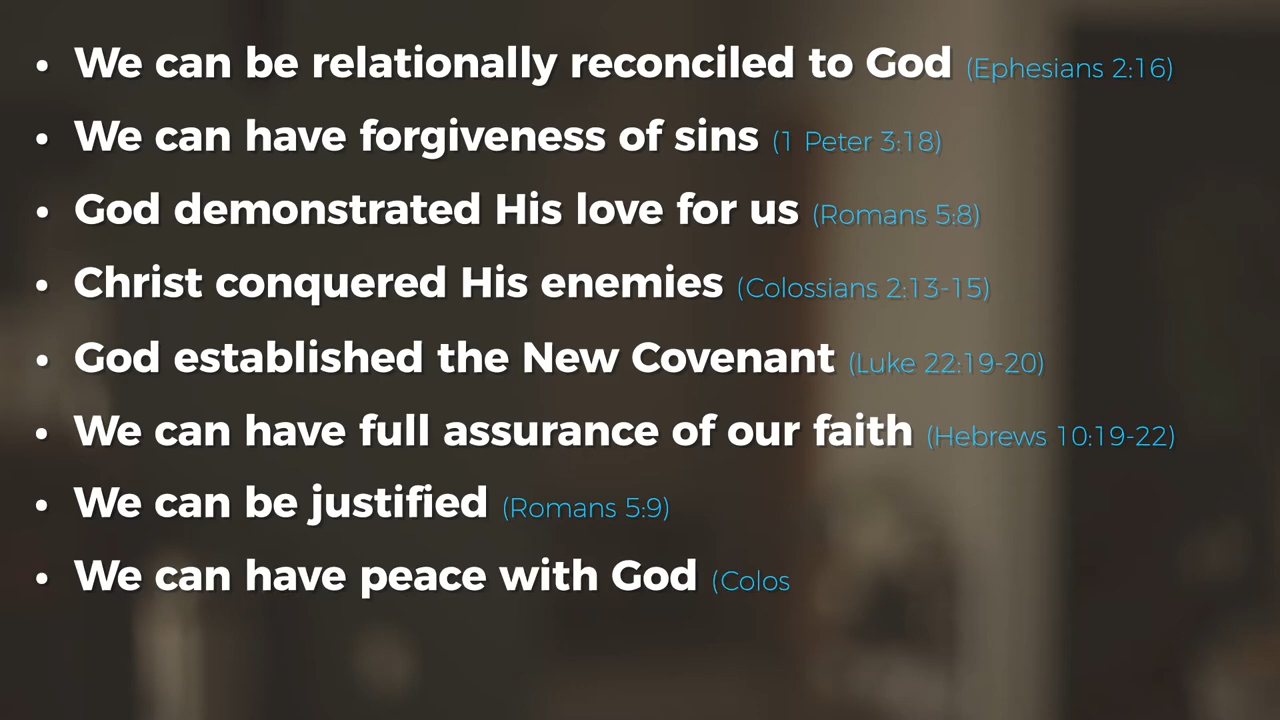 • We can be relationally reconciled to God (Ephesians 2:16)
• We can have forgiveness of sins (1 Peter 3:18)
• God demonstrated His love for us (Romans 5:8)
• Christ conquered His enemies (Colossians 2:13-15)
• God established the New Covenant (Luke 22:19-20)
• We can have full assurance of our faith (Hebrews 10:19-22)
• We can be justified (Romans 5:9)
• We can have peace with God (Colos